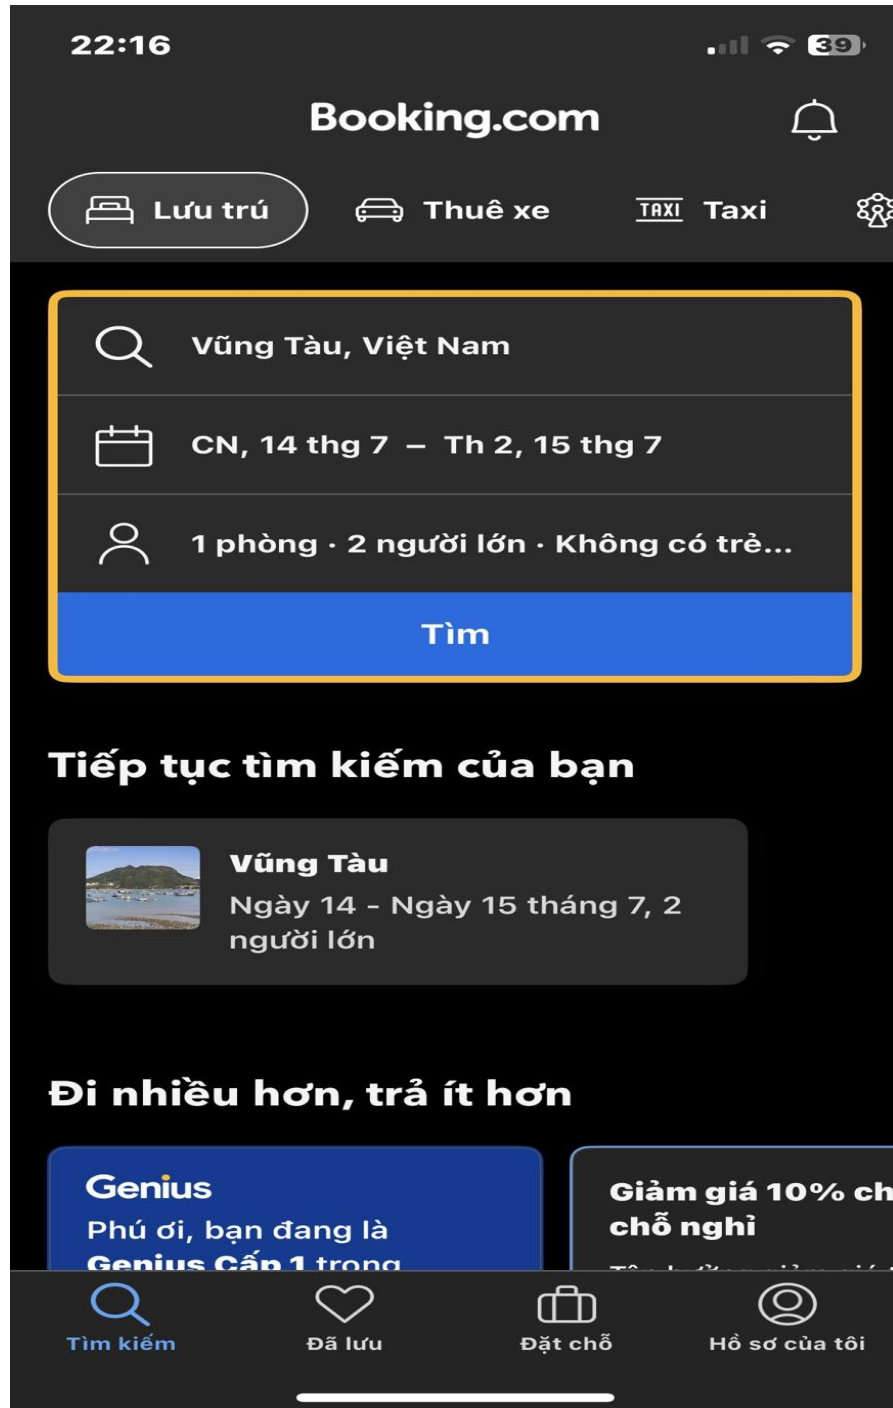 22:16
39
Booking.com
Lưu trú
Thuê xe
TAXI Taxi
Vũng Tàu, Việt Nam
CN, 14 thg 7 – Th 2, 15 thg 7
1 phòng · 2 người lớn · Không có trẻ...
Tìm
Tiếp tục tìm kiếm của bạn
Vũng Tàu
Ngày 14 - Ngày 15 tháng 7, 2
người lớn
Đi nhiều hơn, trả ít hơn
Genius
Phú ơi, bạn đang là
Genius Cấp 1 trong
Giảm giá 10% ch
chỗ nghỉ
Tìm kiếm
Đã lưu
Đặt chỗ
Hồ sơ của tôi